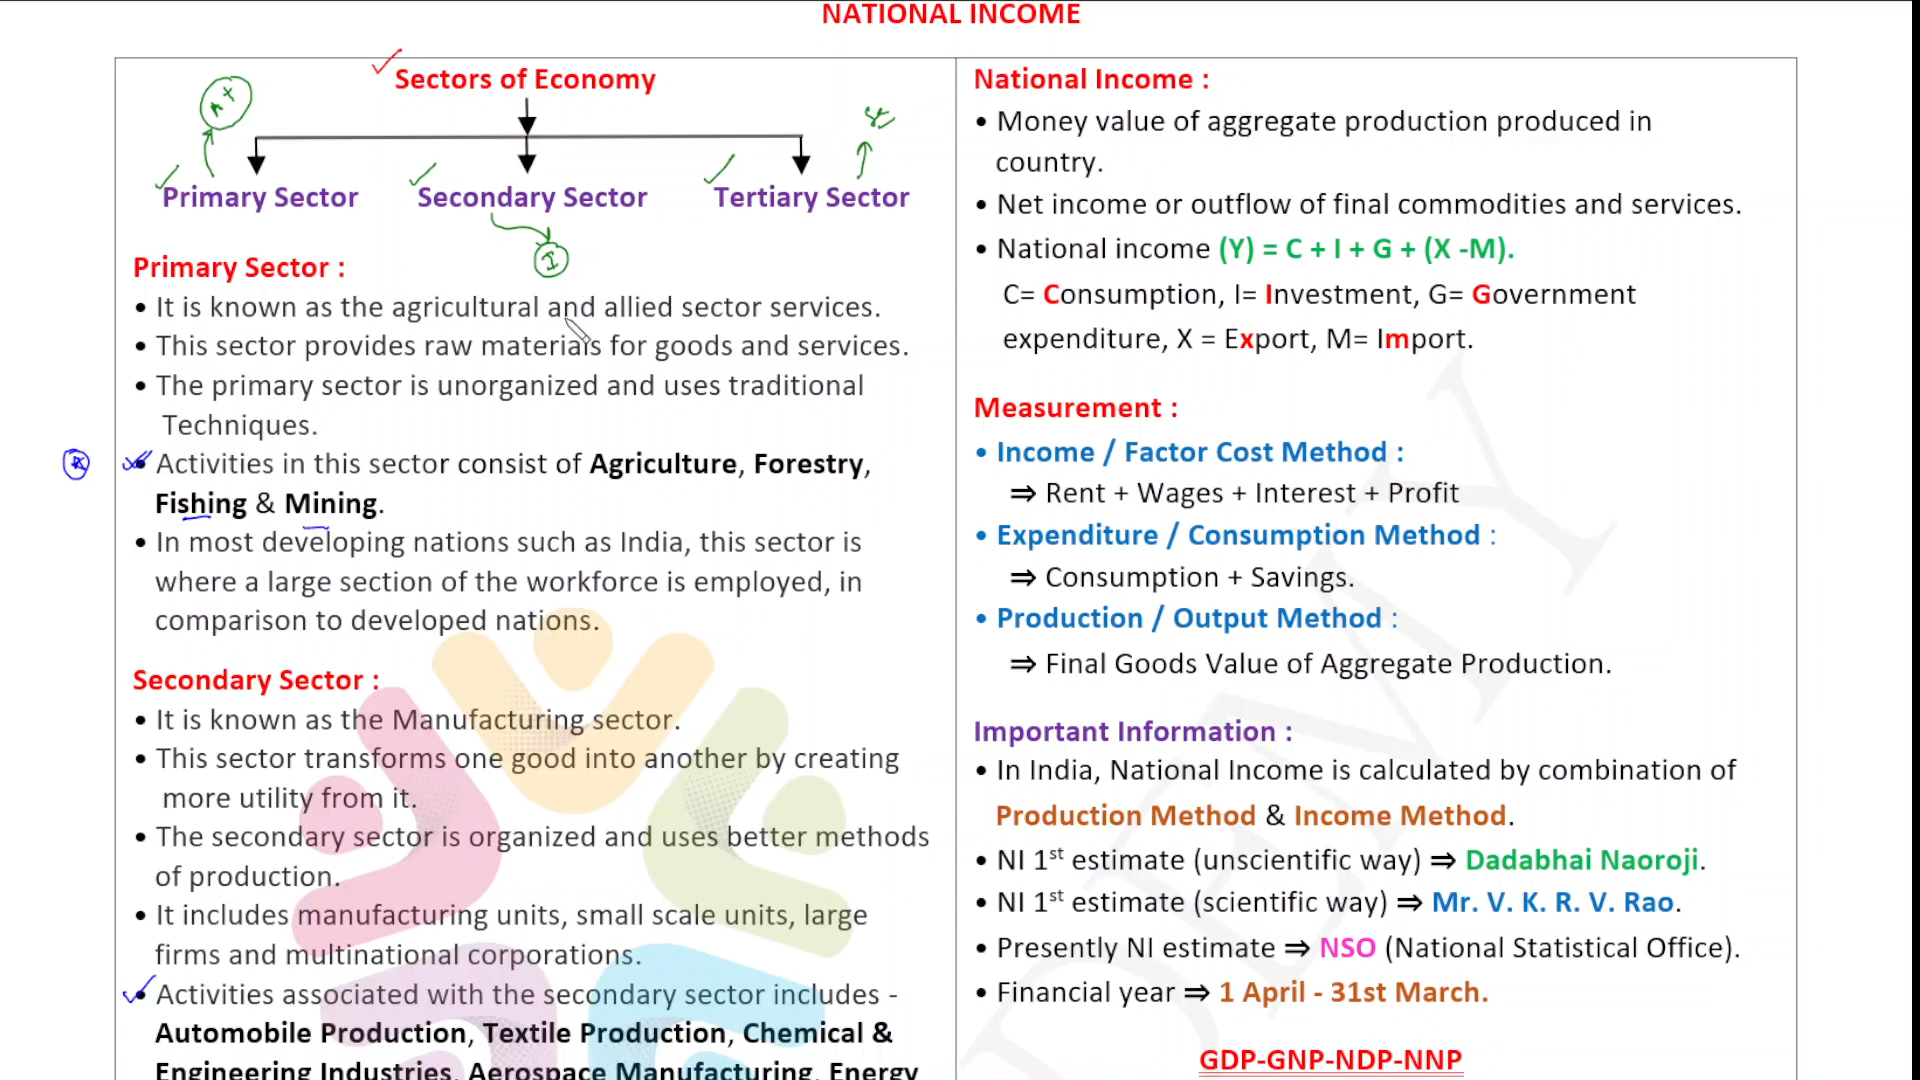 NATIONAL INCOME
Sectors of Economy
Primary Sector
Secondary Sector
Tertiary Sector
I
Primary Sector :
• It is known as the agricultural and allied sector services.
• This sector provides raw materials for goods and services.
• The primary sector is unorganized and uses traditional
Techniques.
• Activities in this sector consist of Agriculture, Forestry,
Fishing & Mining.
• In most developing nations such as India, this sector is
where a large section of the workforce is employed, in
comparison to developed nations.
Secondary Sector :
• It is known as the Manufacturing sector.
• This sector transforms one good into another by creating
more utility from it.
• The secondary sector is organized and uses better methods
of production.
• It includes manufacturing units, small scale units, large
firms and multinational corporations.
• Activities associated with the secondary sector includes -
Automobile Production, Textile Production, Chemical &
Engineering Industries, Aerospace Manufacturing, Energy
National Income :
• Money value of aggregate production produced in
country.
• Net income or outflow of final commodities and services.
• National income (Y) = C + I + G + (X -M).
C= Consumption, I= Investment, G= Government
expenditure, X = Export, M= Import.
Measurement :
• Income / Factor Cost Method :
⇒ Rent + Wages + Interest + Profit
• Expenditure / Consumption Method :
⇒ Consumption + Savings.
• Production / Output Method :
⇒ Final Goods Value of Aggregate Production.
Important Information :
• In India, National Income is calculated by combination of
Production Method & Income Method.
• NI 1st estimate (unscientific way) ⇒ Dadabhai Naoroji.
• NI 1st estimate (scientific way) ⇒ Mr. V. K. R. V. Rao.
• Presently NI estimate ⇒ NSO (National Statistical Office).
• Financial year ⇒ 1 April - 31st March.
GDP-GNP-NDP-NNP